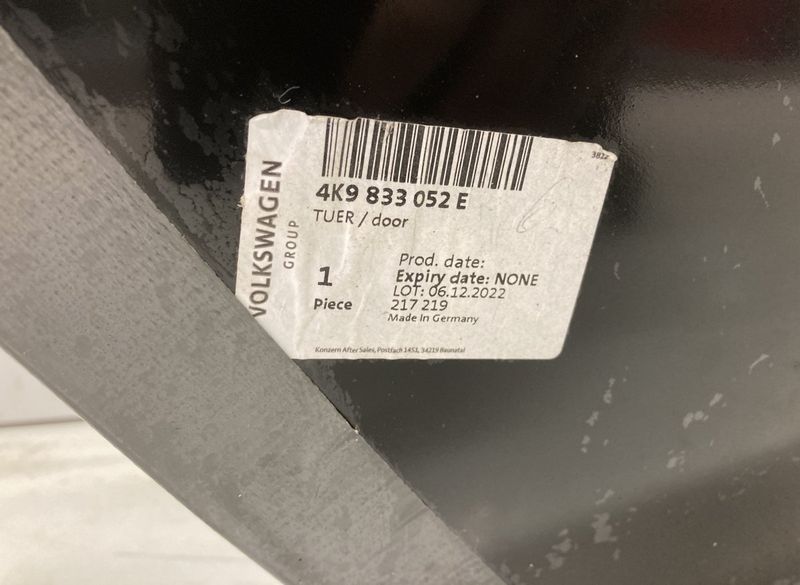 VOLKSWAGEN
GROUP
3822
4K9 833 052 E
TUER / door
1
Piece
Prod. date:
Expiry date: NONE
LOT: 06.12.2022
217 219
Made In Germany
Konzern After Sales, Postfach 1451, 34219 Baunatal